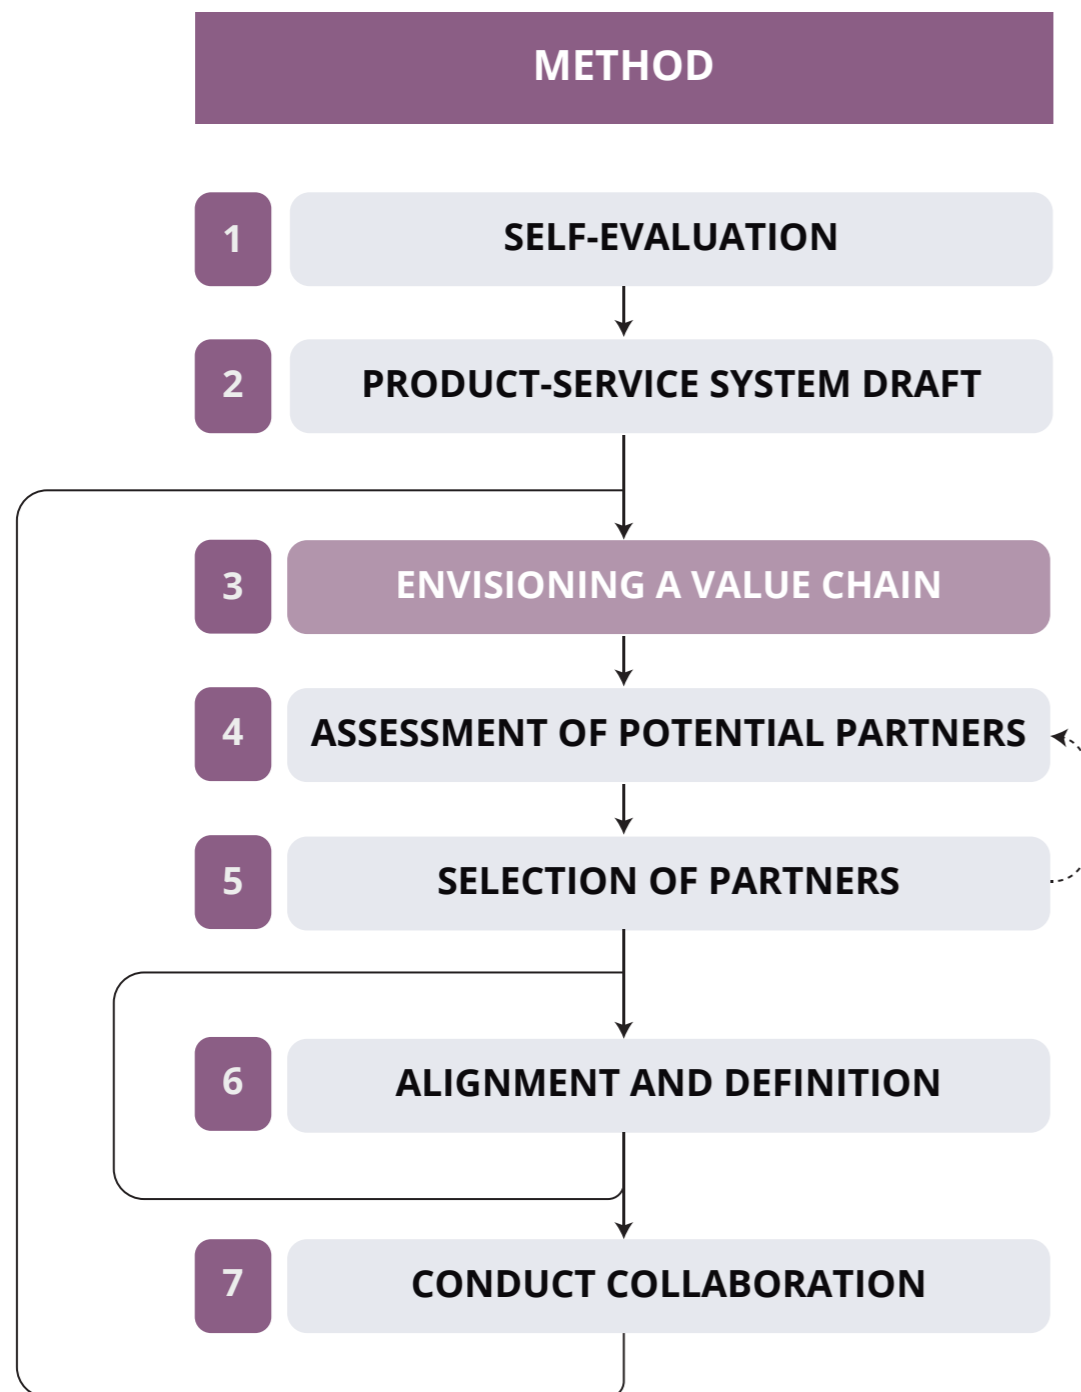 METHOD
1 SELF-EVALUATION
2 PRODUCT-SERVICE SYSTEM DRAFT
3 ENVISIONING A VALUE CHAIN
4 ASSESSMENT OF POTENTIAL PARTNERS
5 SELECTION OF PARTNERS
6 ALIGNMENT AND DEFINITION
7 CONDUCT COLLABORATION